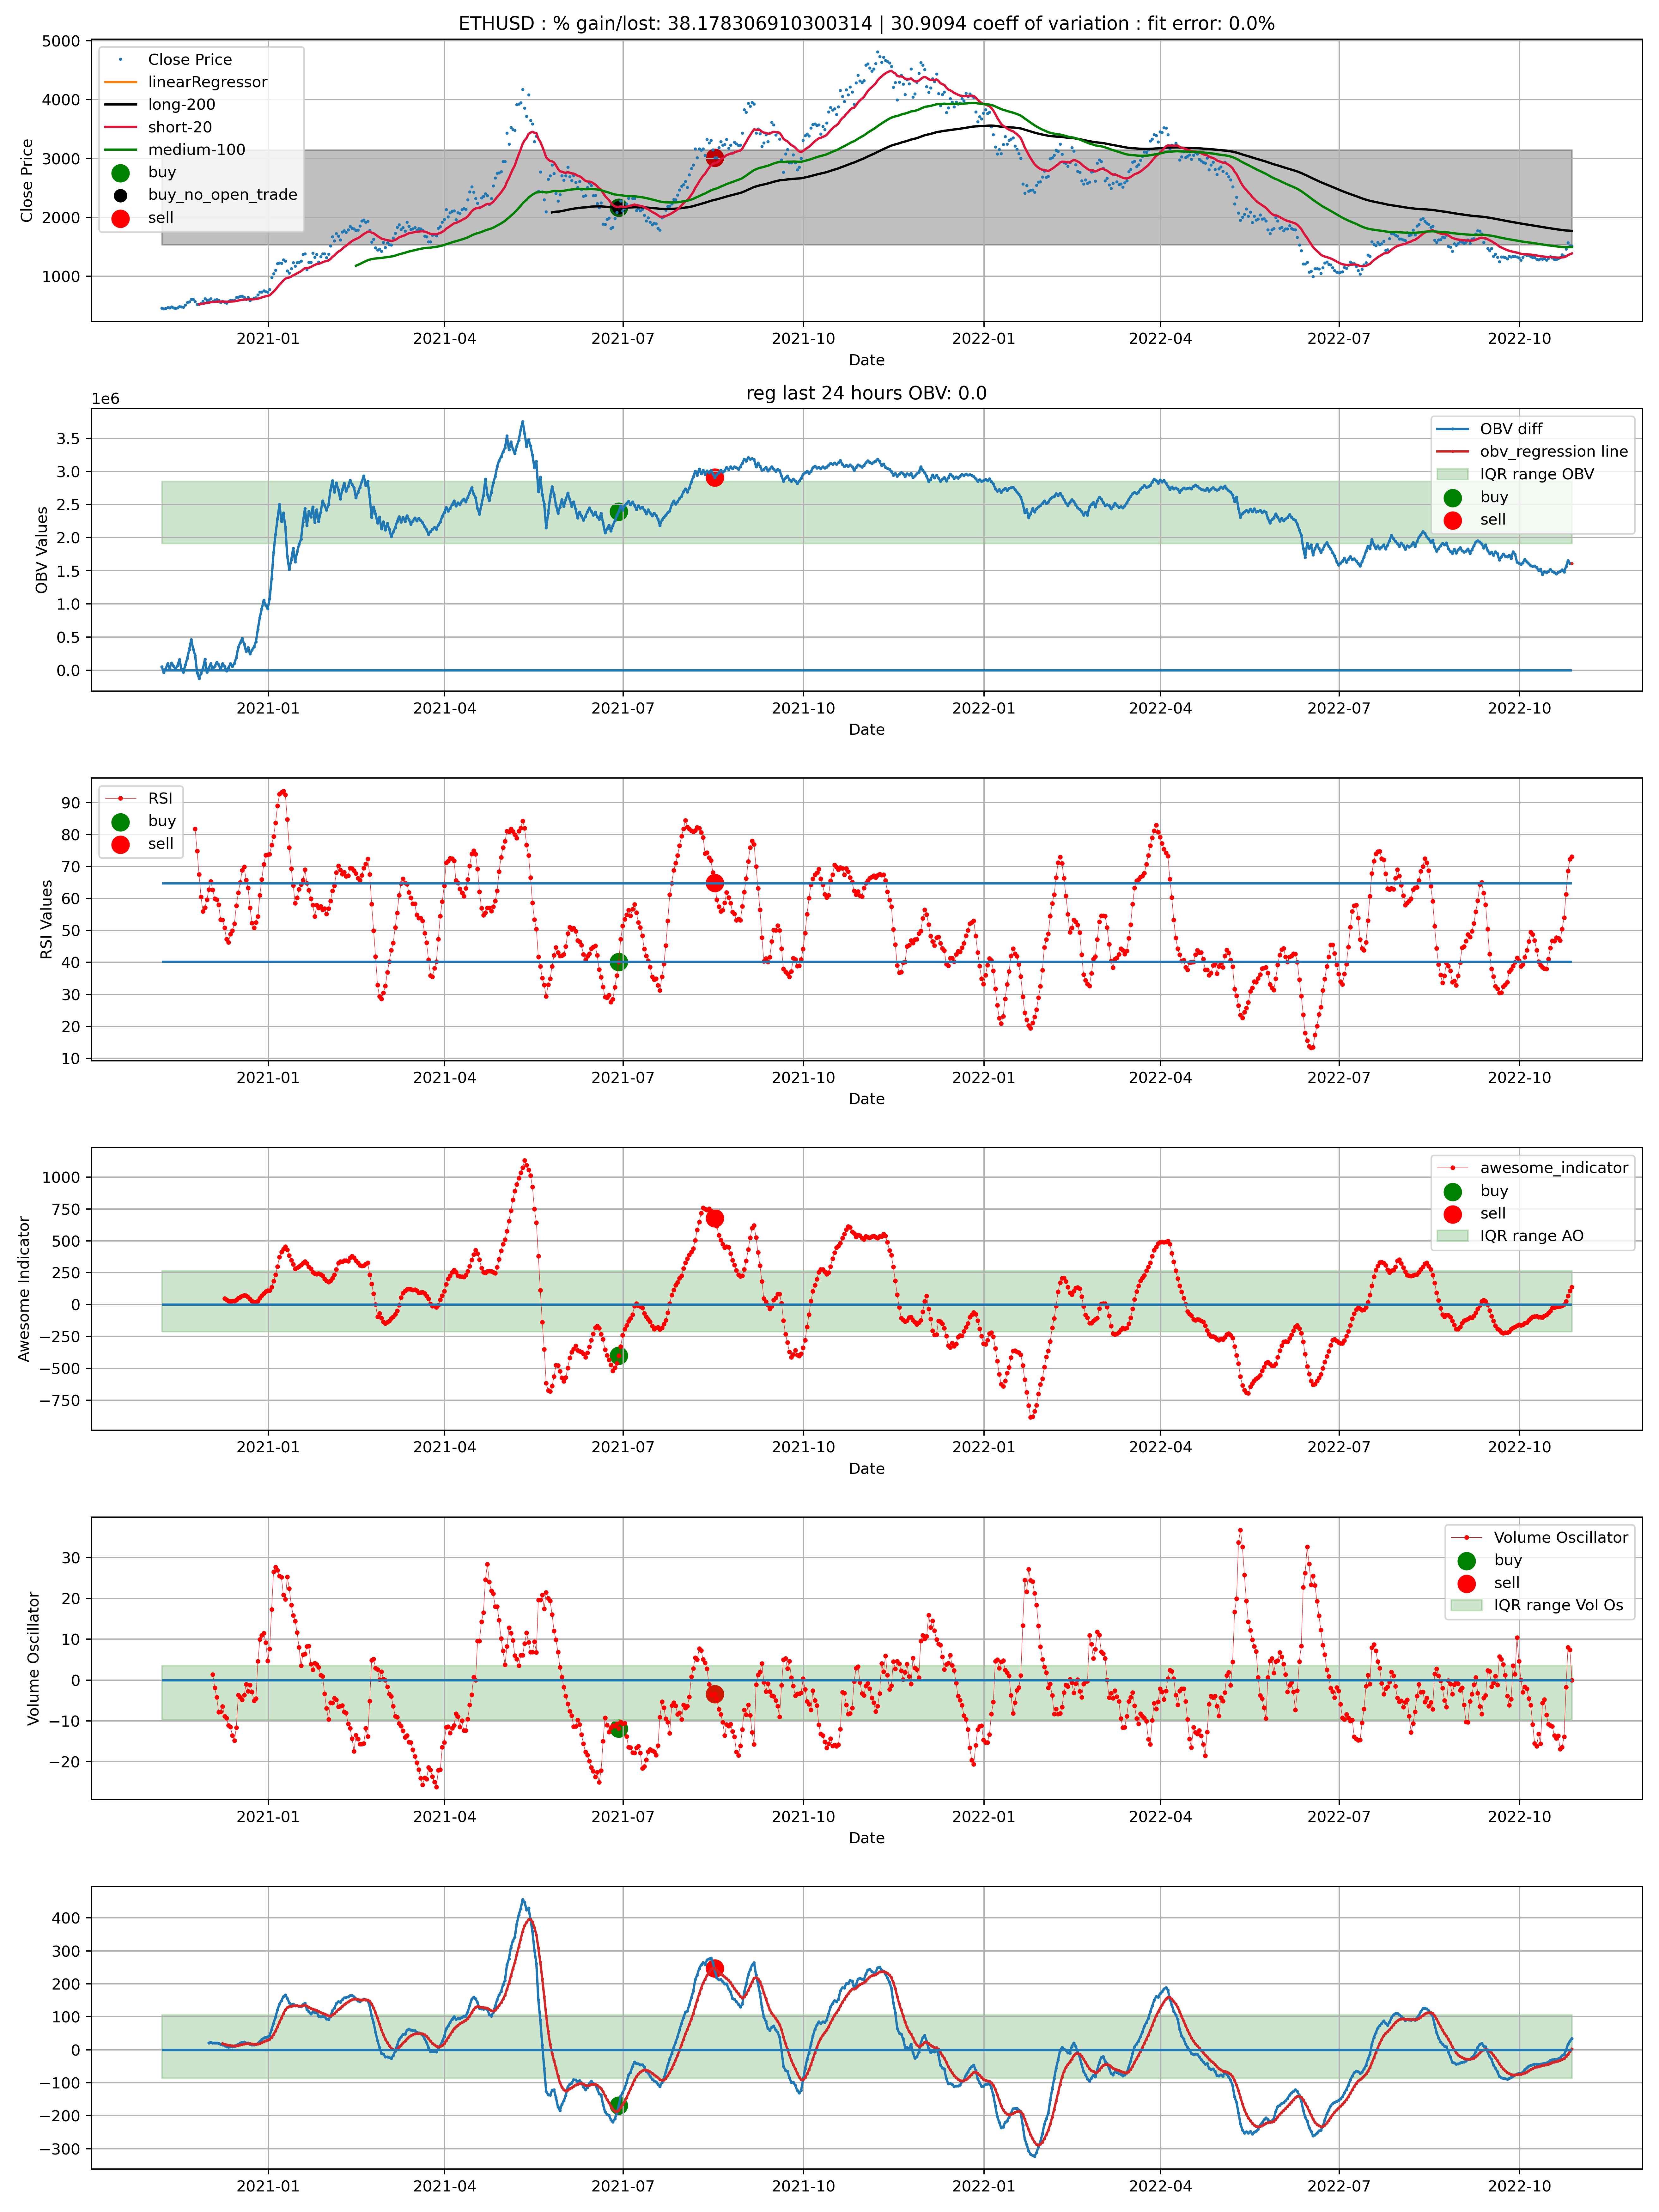 ETHUSD : % gain/lost: 38.178306910300314 | 30.9094 coeff of variation : fit error: 0.0%
5000
4000
3000
2000
1000
Close Price
Close Price
linearRegressor
long-200
short-20
medium-100
buy
buy_no_open_trade
sell
2021-01 2021-04 2021-07 2021-10 2022-01 2022-04 2022-07 2022-10
Date
reg last 24 hours OBV: 0.0
1e6
3.5
3.0
2.5
2.0
1.5
1.0
0.5
0.0
OBV Values
OBV diff
obv_regression line
IQR range OBV
buy
sell
2021-01 2021-04 2021-07 2021-10 2022-01 2022-04 2022-07 2022-10
Date
90
80
70
60
50
40
30
20
10
RSI Values
RSI
buy
sell
2021-01 2021-04 2021-07 2021-10 2022-01 2022-04 2022-07 2022-10
Date
1000
750
500
250
0
−250
−500
−750
Awesome Indicator
awesome_indicator
buy
sell
IQR range AO
2021-01 2021-04 2021-07 2021-10 2022-01 2022-04 2022-07 2022-10
Date
30
20
10
0
−10
−20
Volume Oscillator
Volume Oscillator
buy
sell
IQR range Vol Os
2021-01 2021-04 2021-07 2021-10 2022-01 2022-04 2022-07 2022-10
Date
400
300
200
100
0
−100
−200
−300
2021-01 2021-04 2021-07 2021-10 2022-01 2022-04 2022-07 2022-10